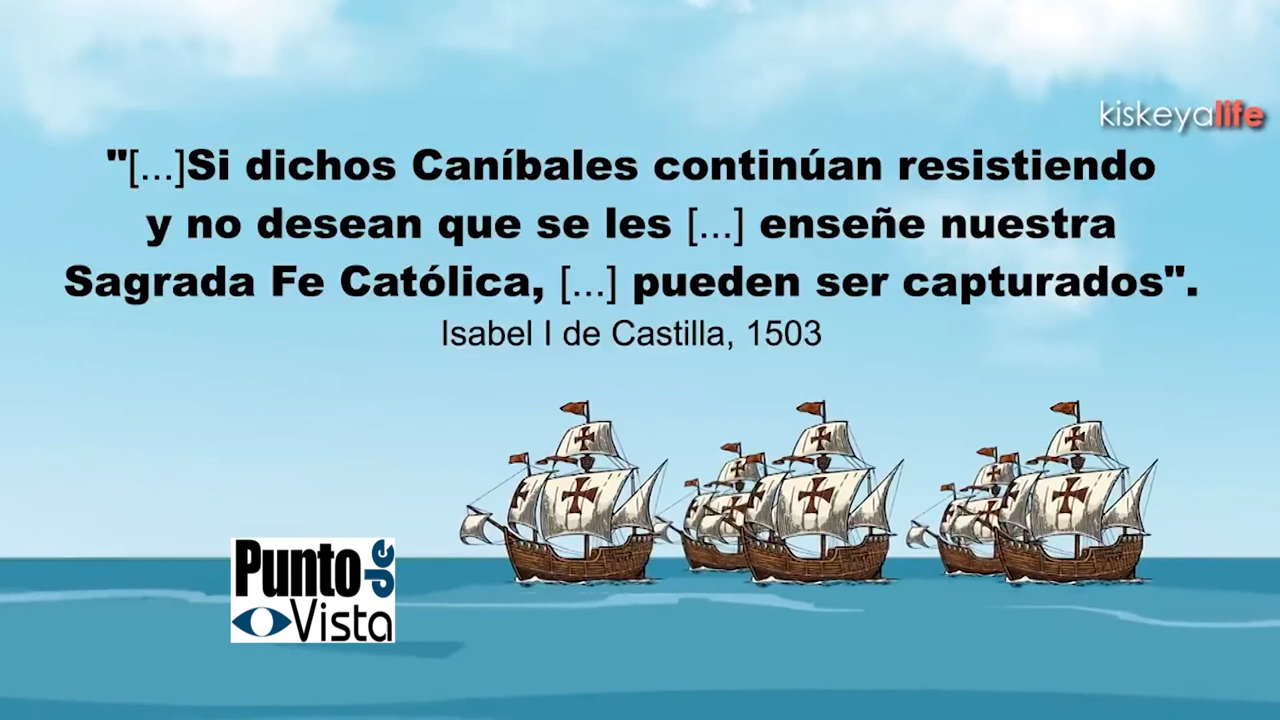 kiskeyalife
"[...]Si dichos Caníbales continúan resistiendo
y no desean que se les [...] enseñe nuestra
Sagrada Fe Católica, [...] pueden ser capturados".
Isabel I de Castilla, 1503
Punto de
Vista